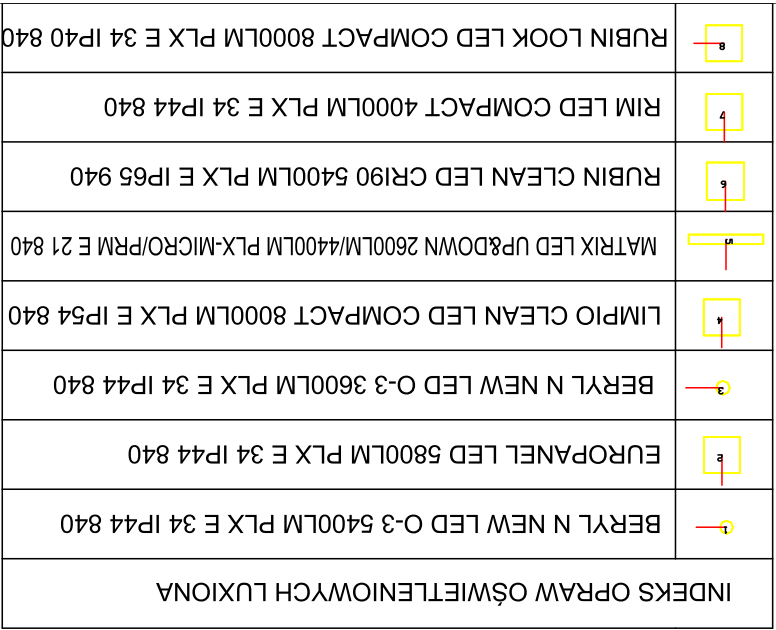 INDEKS OPRAW OŚWIETLENIOWYCH LUXIONA
1 BERYL N NEW LED O-3 5400LM PLX E 34 IP44 840
2 EUROPANEL LED 5800LM PLX E 34 IP44 840
3 BERYL N NEW LED O-3 3600LM PLX E 34 IP44 840
4 LIMPIO CLEAN LED COMPACT 8000LM PLX E IP54 840
5 MATRIX LED UP&DOWN 2600LM/4400LM PLX-MICRO/PRM E 21 840
6 RUBIN CLEAN LED CRI90 5400LM PLX E IP65 940
7 RIM LED COMPACT 4000LM PLX E 34 IP44 840
8 RUBIN LOOK LED COMPACT 8000LM PLX E 34 IP40 840